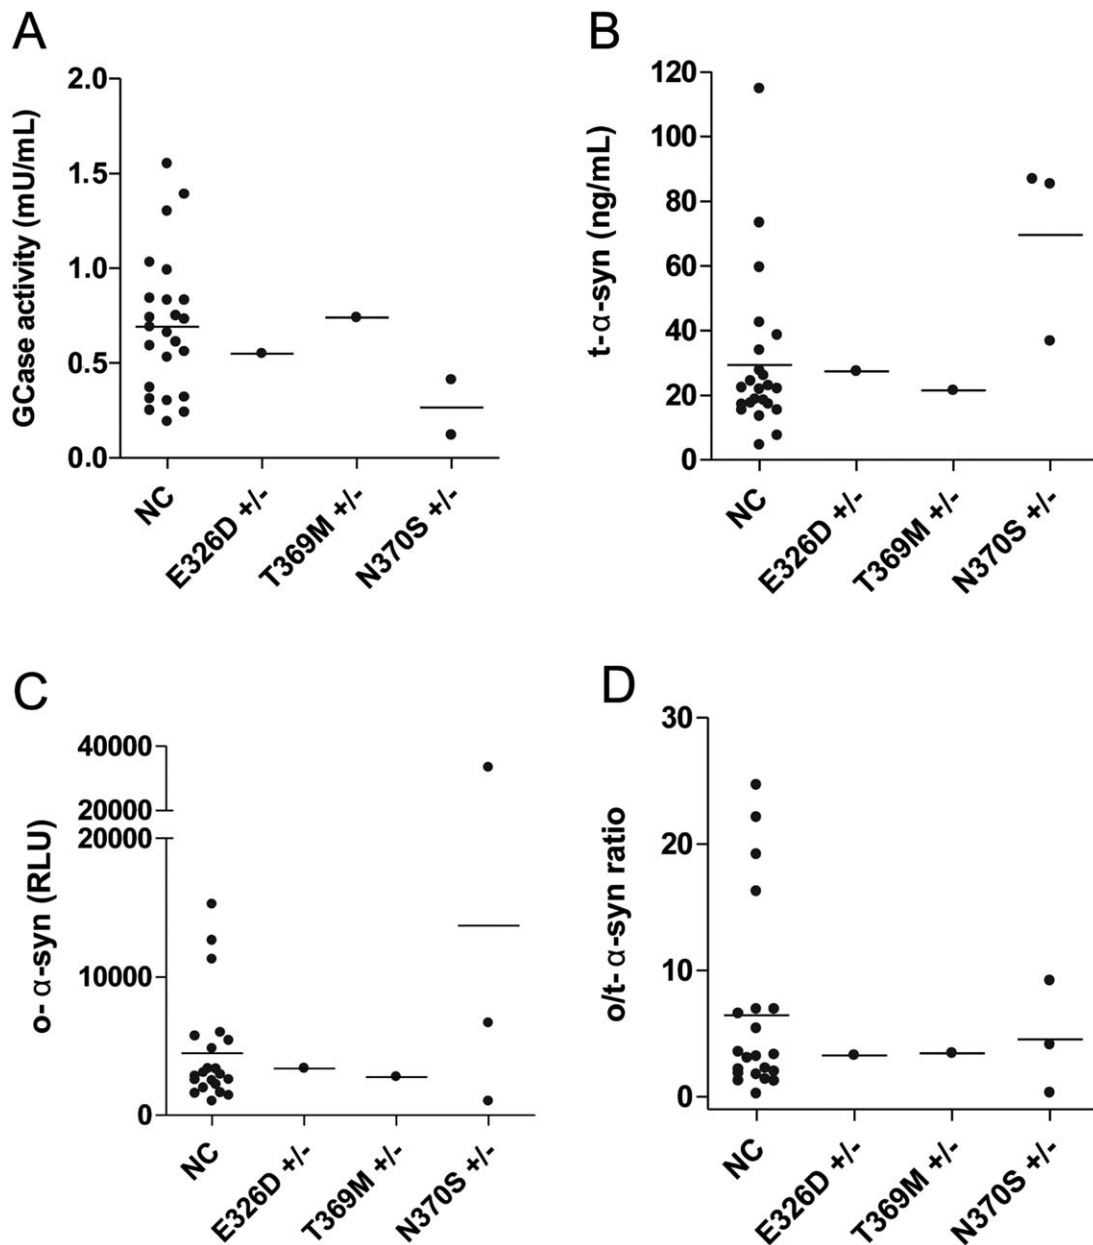 A
GCase activity (mU/mL)
2.0
1.5
1.0
0.5
0.0
NC
E326D +/-
T369M +/-
N370S +/-
B
t-α-syn (ng/mL)
120
100
80
60
40
20
0
NC
E326D +/-
T369M +/-
N370S +/-
C
o- α-syn (RLU)
40000
20000
20000
10000
0
NC
E326D +/-
T369M +/-
N370S +/-
D
o/t- α-syn ratio
30
20
10
0
NC
E326D +/-
T369M +/-
N370S +/-